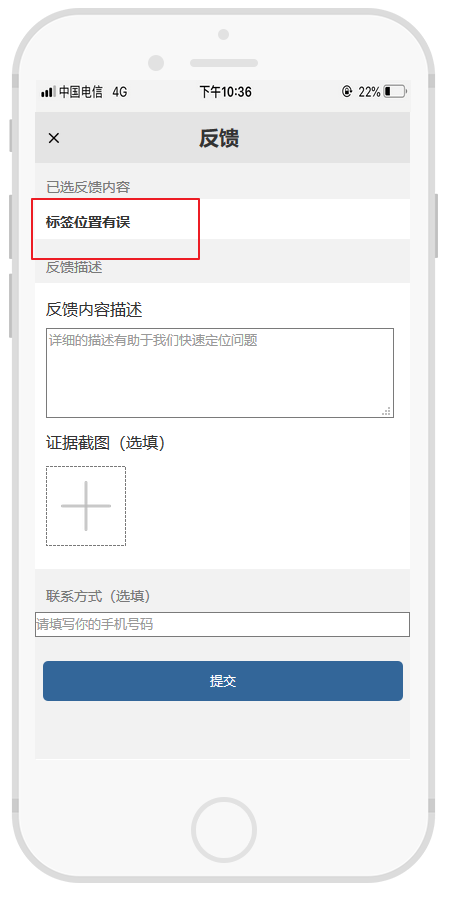 中国电信 4G 下午10:36 22%
× 反馈
已选反馈内容
标签位置有误
反馈描述
反馈内容描述
详细的描述有助于我们快速定位问题
证据截图（选填）
联系方式（选填）
请填写你的手机号码
提交